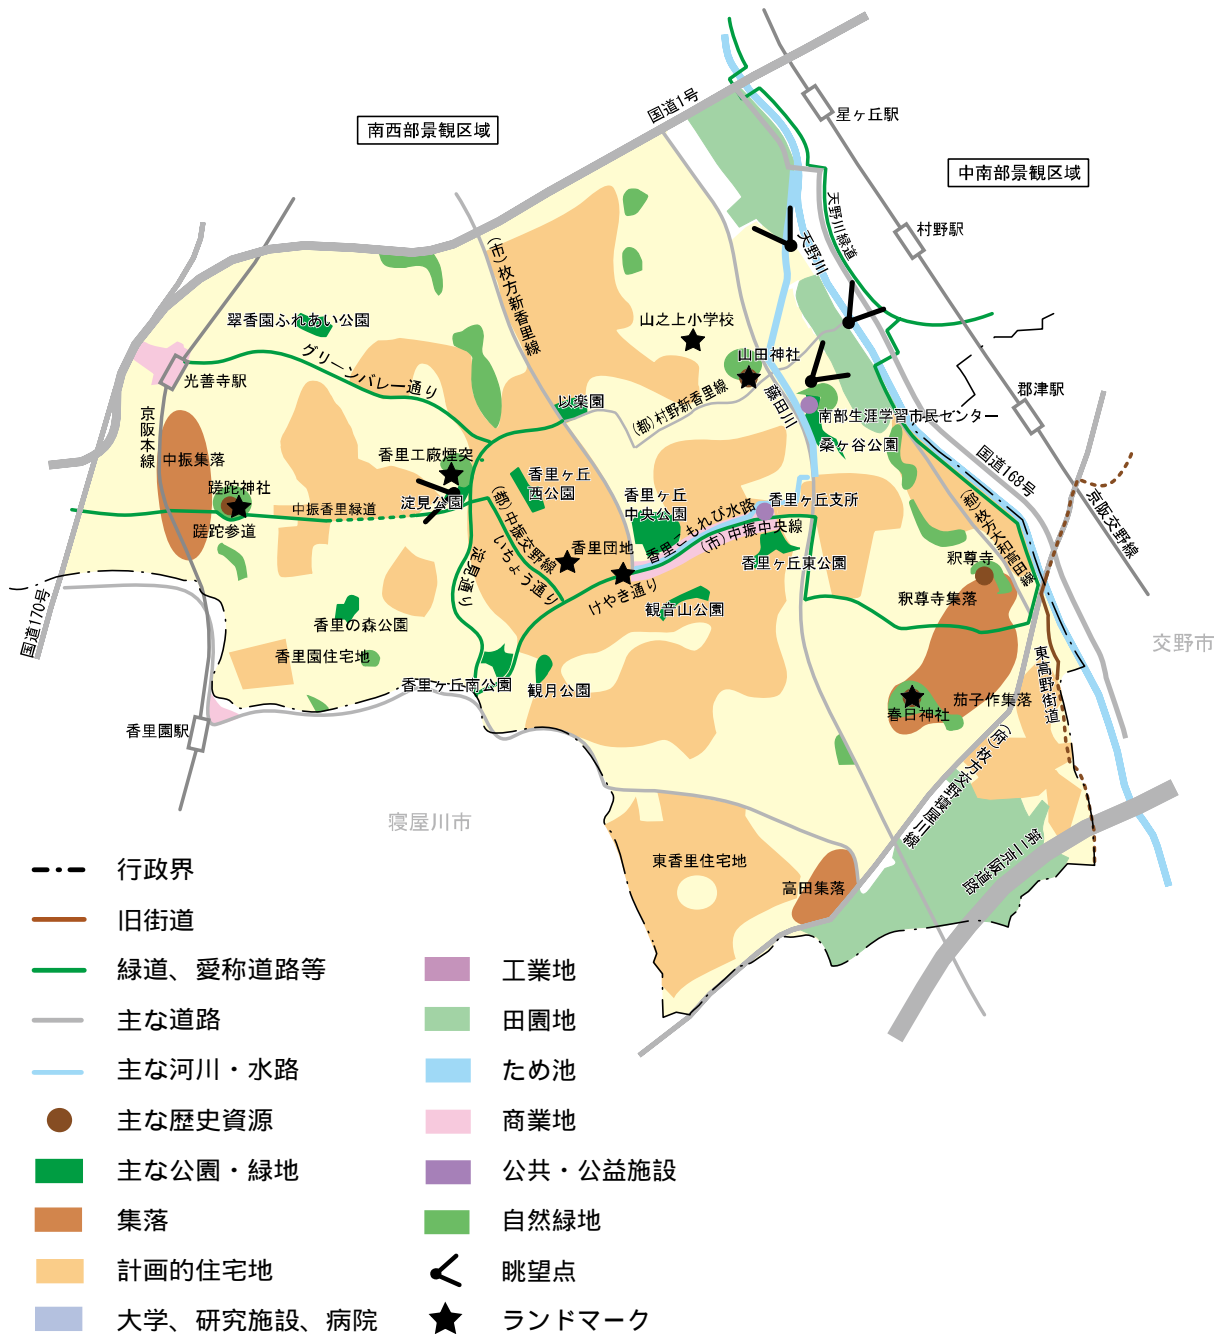 国道1号
南西部景観区域
星ヶ丘駅
中南部景観区域
天野川緑道
村野駅
(市)枚方新香里線
天野川
翠香園ふれあい公園
山之上小学校
山田神社
グリーンバレー通り
光善寺駅
(都)村野新香里線
藤田川
郡津駅
以楽園
京阪本線
南部生涯学習市民センター
桑ヶ谷公園
香里工廠煙突
中振集落
国道168号
香里ヶ丘
西公園
蹉跎神社
淀見公園
香里ヶ丘
中央公園
香里こもれび水路
香里ヶ丘支所
(都)枚方大和高田線
京阪交野線
中振香里緑道
(都)中振交野線
(市)中振中央線
蹉跎参道
香里団地
いちょう通り
淀見通り
香里ヶ丘東公園
釈尊寺
けやき通り
観音山公園
釈尊寺集落
国道170号
香里の森公園
交野市
香里園住宅地
東高野街道
香里ヶ丘南公園
観月公園
茄子作集落
春日神社
香里園駅
(府)枚方交野寝屋川線
寝屋川市
第二京阪道路
東香里住宅地
高田集落
行政界
旧街道
緑道、愛称道路等
主な道路
主な河川・水路
主な歴史資源
主な公園・緑地
集落
計画的住宅地
大学、研究施設、病院
工業地
田園地
ため池
商業地
公共・公益施設
自然緑地
眺望点
ランドマーク